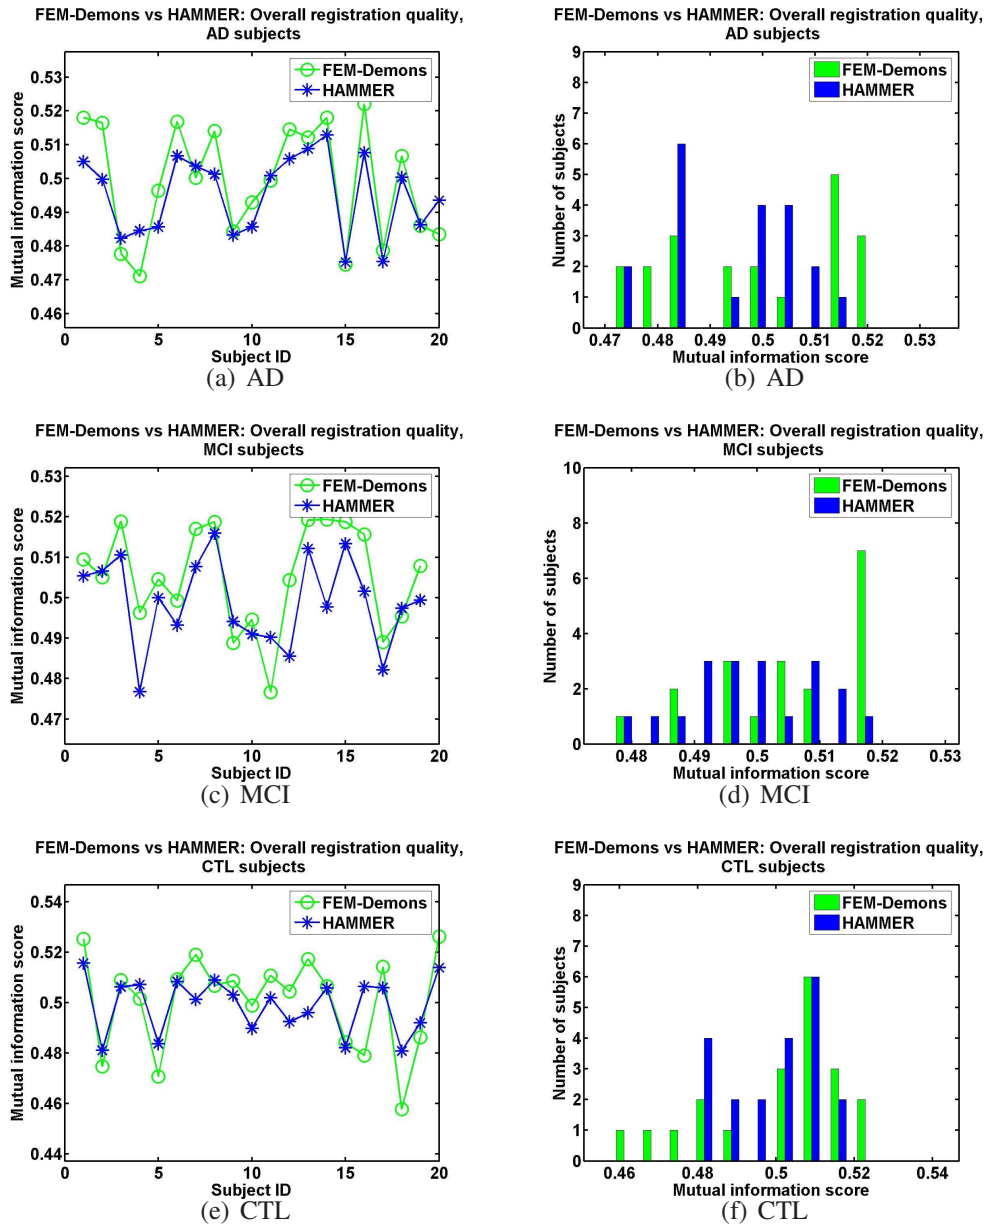 FEM-Demons vs HAMMER: Overall registration quality,
AD subjects
Mutual information score
0.53
0.52
0.51
0.5
0.49
0.48
0.47
0.46
FEM-Demons
HAMMER
0 5 10 15 20
Subject ID
(a) AD
FEM-Demons vs HAMMER: Overall registration quality,
AD subjects
Number of subjects
9
8
7
6
5
4
3
2
1
0
FEM-Demons
HAMMER
0.47 0.48 0.49 0.5 0.51 0.52 0.53
Mutual information score
(b) AD
FEM-Demons vs HAMMER: Overall registration quality,
MCI subjects
Mutual information score
0.53
0.52
0.51
0.5
0.49
0.48
0.47
FEM-Demons
HAMMER
0 5 10 15 20
Subject ID
(c) MCI
FEM-Demons vs HAMMER: Overall registration quality,
MCI subjects
Number of subjects
10
8
6
4
2
0
FEM-Demons
HAMMER
0.48 0.49 0.5 0.51 0.52 0.53
Mutual information score
(d) MCI
FEM-Demons vs HAMMER: Overall registration quality,
CTL subjects
Mutual information score
0.54
0.52
0.5
0.48
0.46
0.44
FEM-Demons
HAMMER
0 5 10 15 20
Subject ID
(e) CTL
FEM-Demons vs HAMMER: Overall registration quality,
CTL subjects
Number of subjects
9
8
7
6
5
4
3
2
1
0
FEM-Demons
HAMMER
0.46 0.48 0.5 0.52 0.54
Mutual information score
(f) CTL